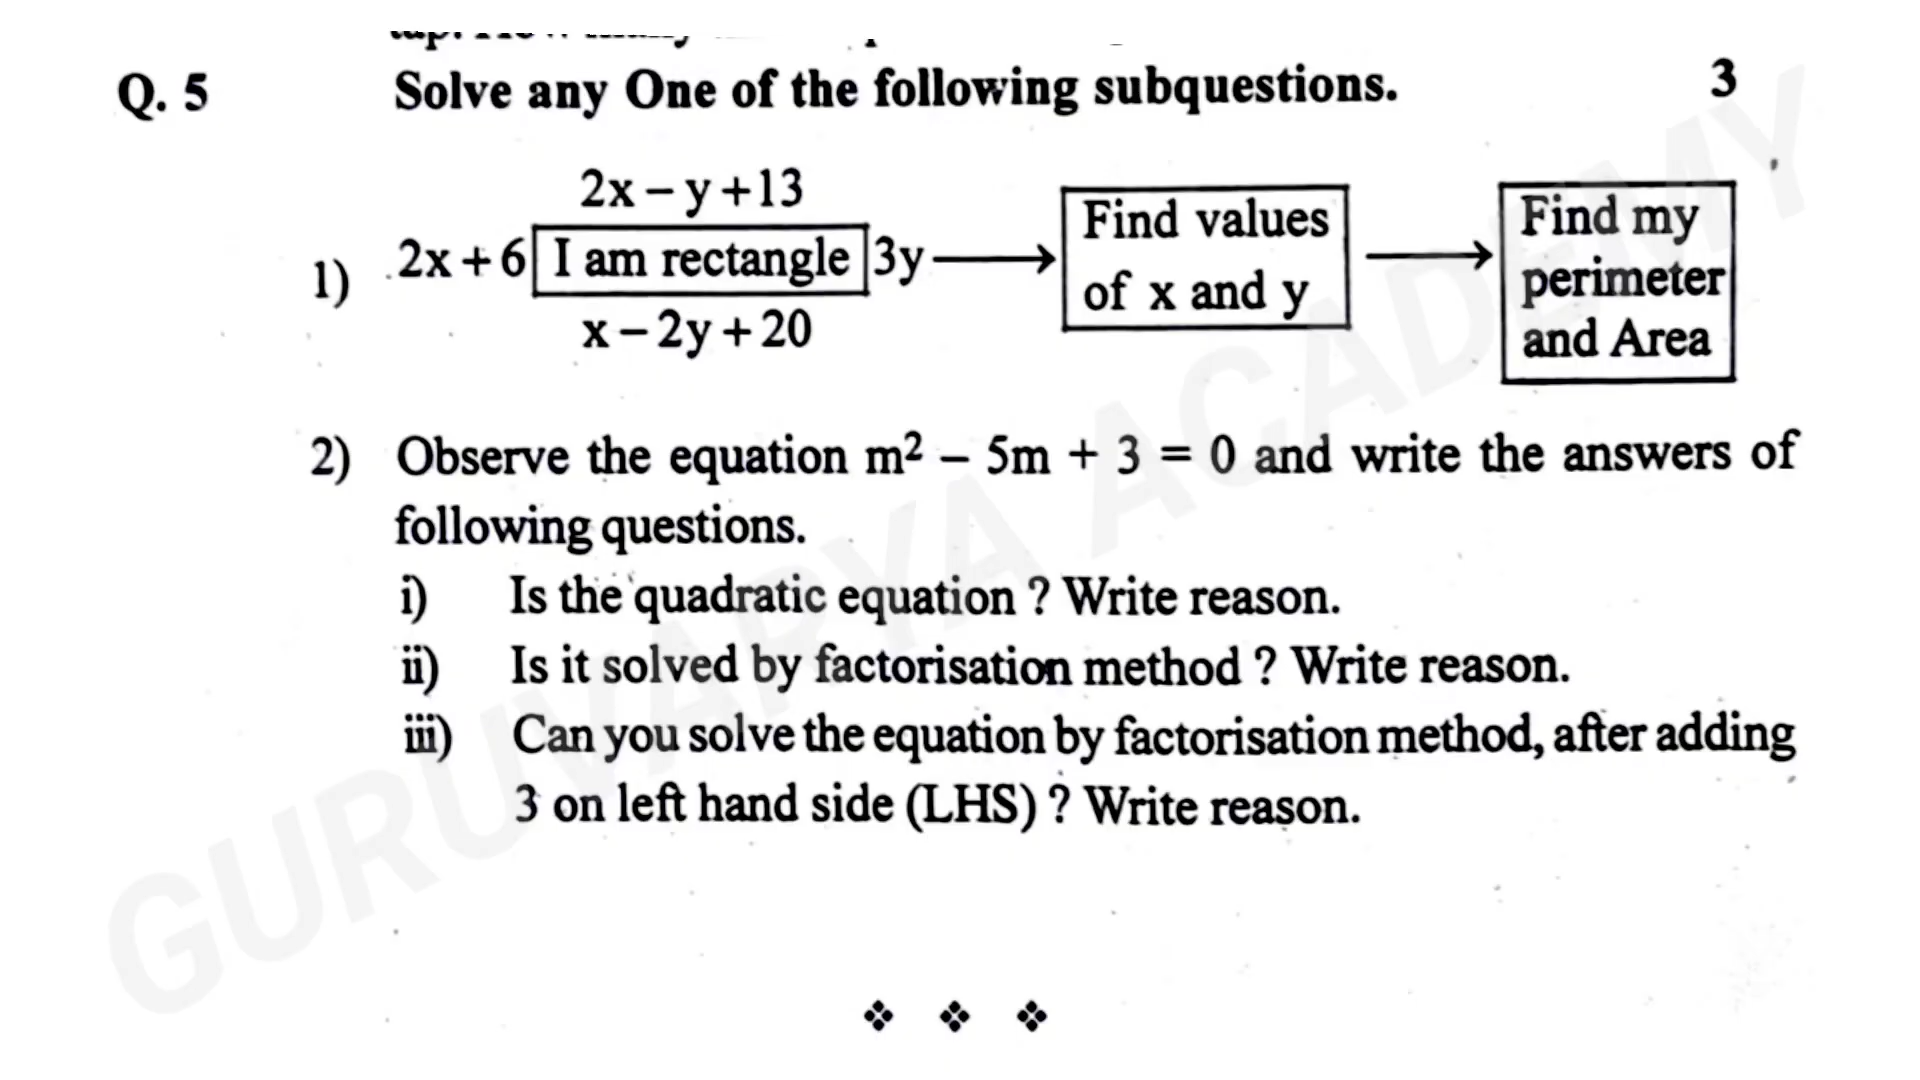 Q. 5 Solve any One of the following subquestions. 3
2x – y + 13
1) 2x + 6 I am rectangle 3y
x – 2y + 20
Find values
of x and y
Find my
perimeter
and Area
2) Observe the equation m² – 5m + 3 = 0 and write the answers of
following questions.
i) Is the quadratic equation ? Write reason.
ii) Is it solved by factorisation method ? Write reason.
iii) Can you solve the equation by factorisation method, after adding
3 on left hand side (LHS) ? Write reason.
GURUVARYA ACADEMY